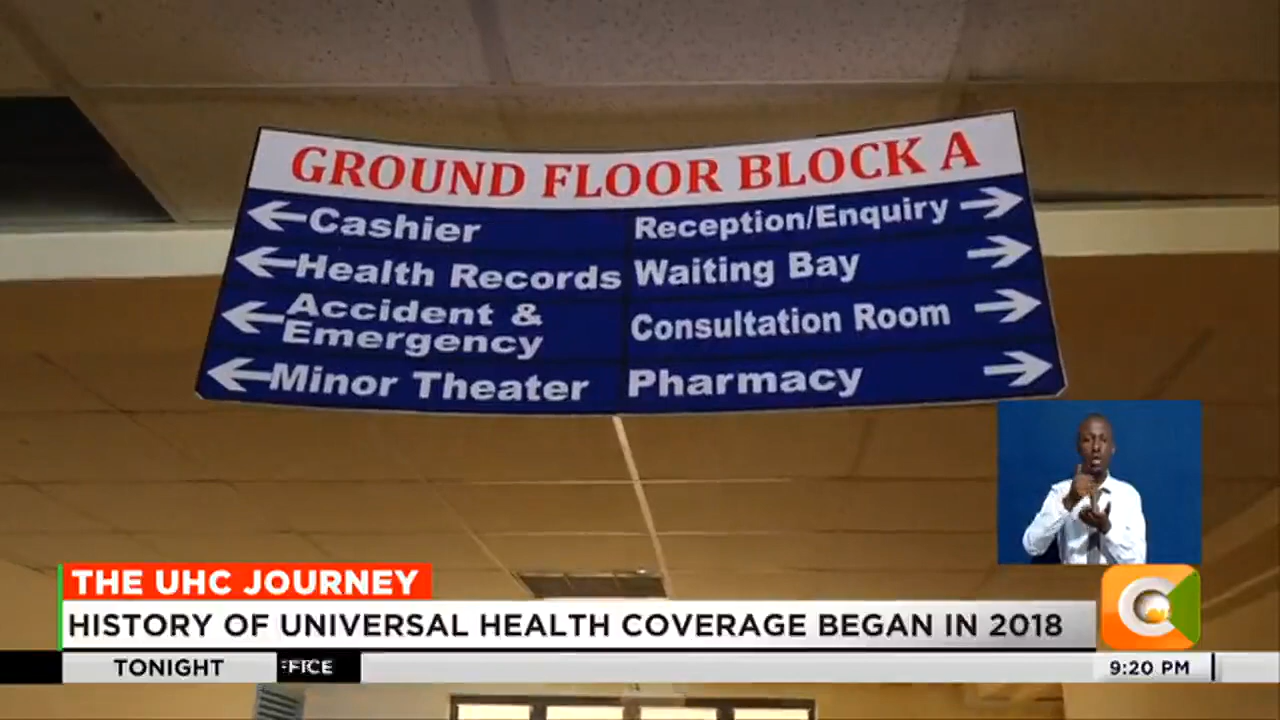 GROUND FLOOR BLOCK A
Cashier
Health Records
Accident &
Emergency
Minor Theater
Reception/Enquiry
Waiting Bay
Consultation Room
Pharmacy
THE UHC JOURNEY
HISTORY OF UNIVERSAL HEALTH COVERAGE BEGAN IN 2018
TONIGHT
9:20 PM